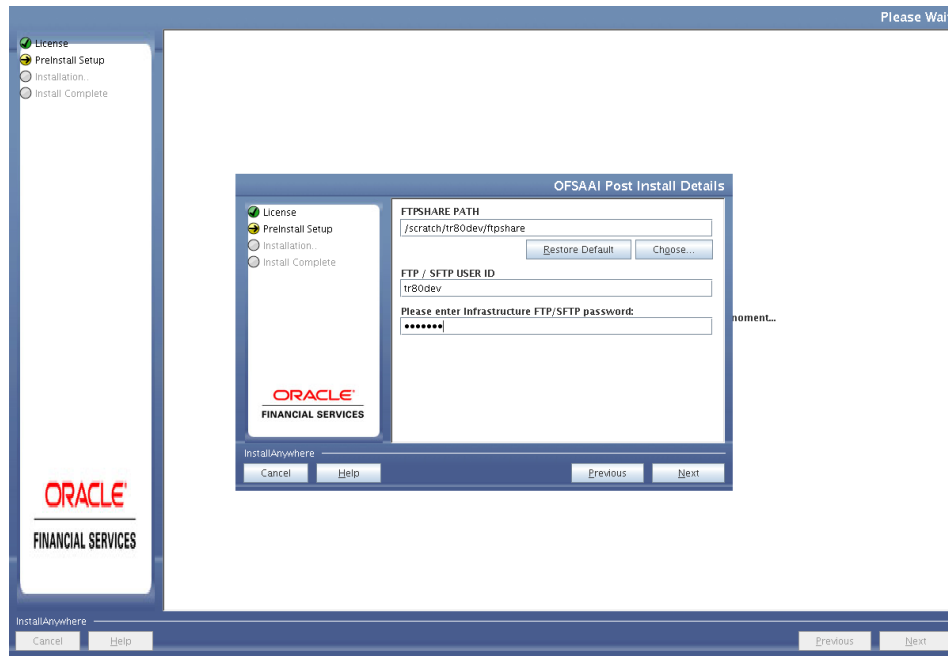 Please Wai
License
PreInstall Setup
Installation..
Install Complete
OFSAAI Post Install Details
License
PreInstall Setup
Installation..
Install Complete
FTPSHARE PATH
/scratch/tr80dev/ftpshare
Restore Default Choose...
FTP / SFTP USER ID
tr80dev
Please enter Infrastructure FTP/SFTP password:
•••••••
moment...
ORACLE
FINANCIAL SERVICES
InstallAnywhere
Cancel Help Previous Next
ORACLE
FINANCIAL SERVICES
InstallAnywhere
Cancel Help Previous Next